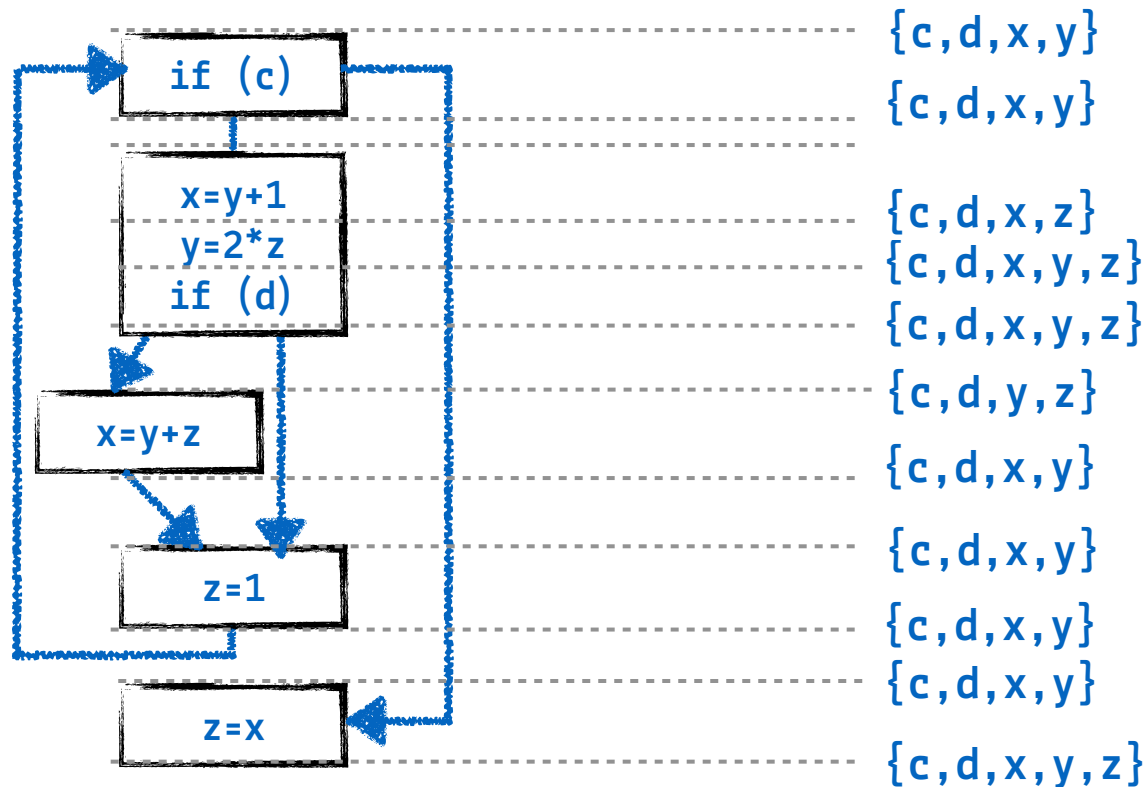 if (c)
x=y+1
y=2*z
if (d)
x=y+z
z=1
z=x
{c,d,x,y}
{c,d,x,y}
{c,d,x,z}
{c,d,x,y,z}
{c,d,x,y,z}
{c,d,y,z}
{c,d,x,y}
{c,d,x,y}
{c,d,x,y}
{c,d,x,y}
{c,d,x,y,z}